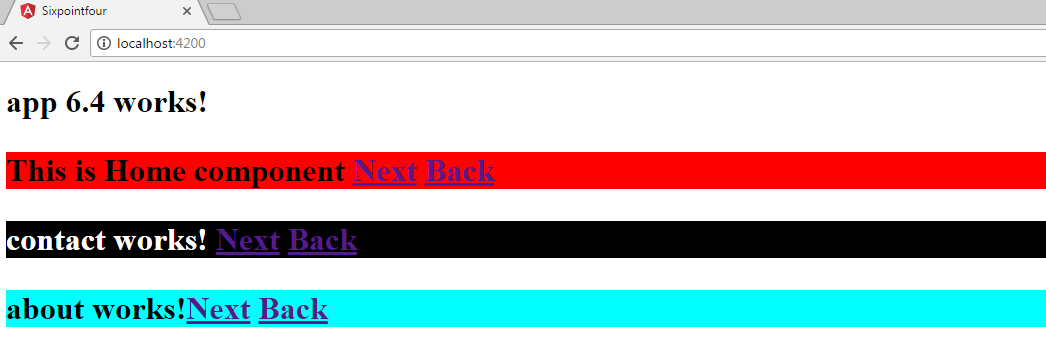 Sixpointfour
localhost:4200
app 6.4 works!
This is Home component Next Back
contact works! Next Back
about works!Next Back